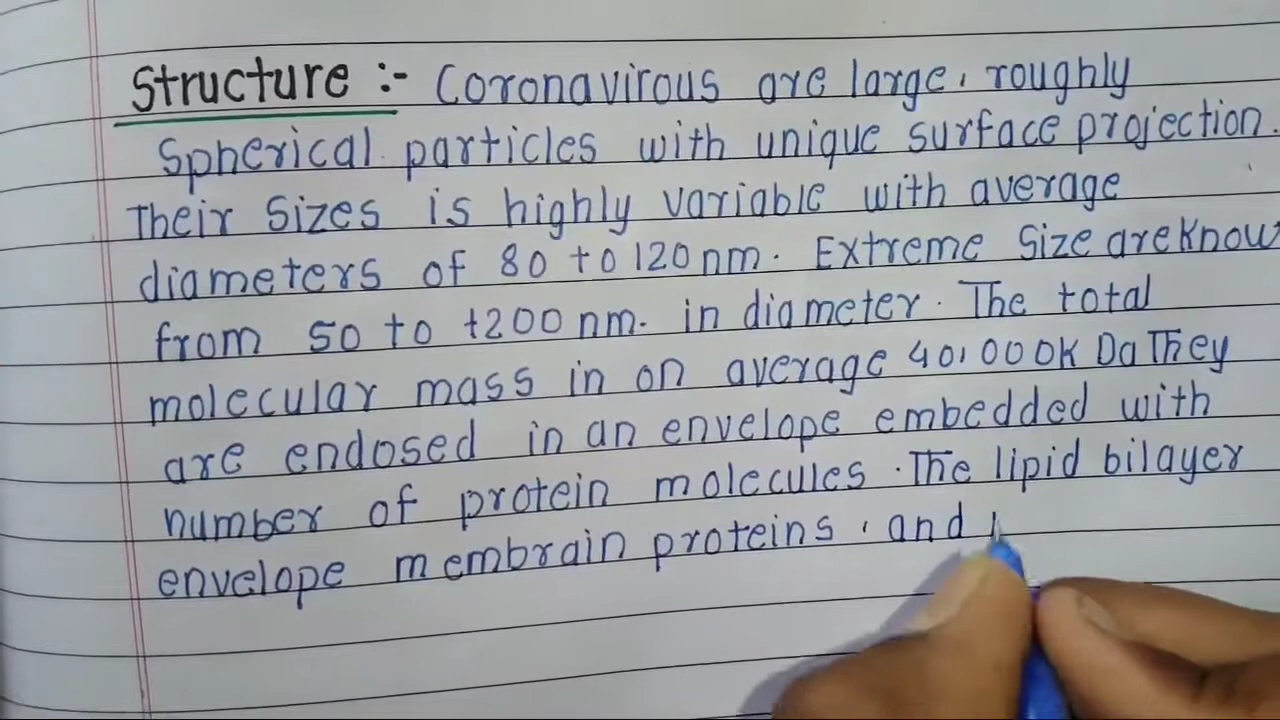 Structure :- Coronavirous are large, roughly
Spherical particles with unique surface projection.
Their Sizes is highly variable with average
diameters of 80 to 120 nm. Extreme Size are Know
from 50 to t200 nm. in diameter. The total
molecular mass in on average 40,000K Da They
are endosed in an envelope embedded with
number of protein molecules. The lipid bilayer
envelope membrain proteins, and